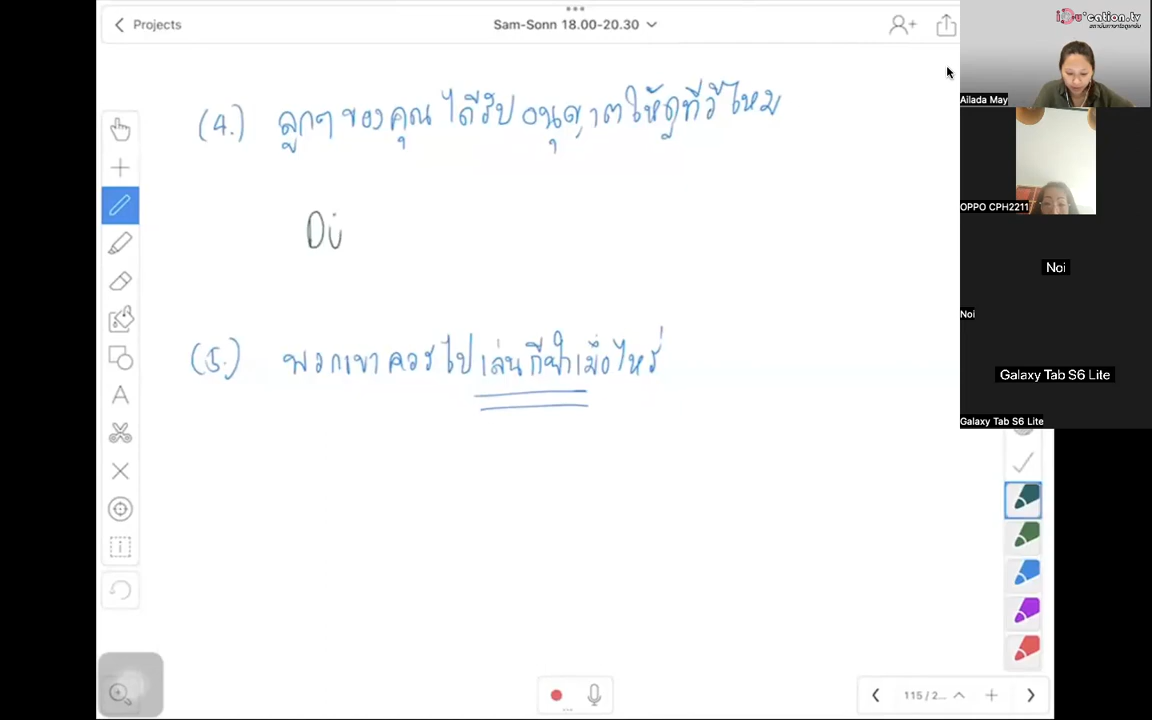 Projects
Sam-Sonn 18.00-20.30
iDu'cation.tv
Ailada May
OPPO CPH2211
Noi
Noi
Galaxy Tab S6 Lite
Galaxy Tab S6 Lite
(4.) ลูกๆของคุณได้รับอนุญาตให้ดูทีวีไหม
Dü
(5.) พวกเขาควรไปเล่นกีฬาเมื่อไหร่
A
115/2...